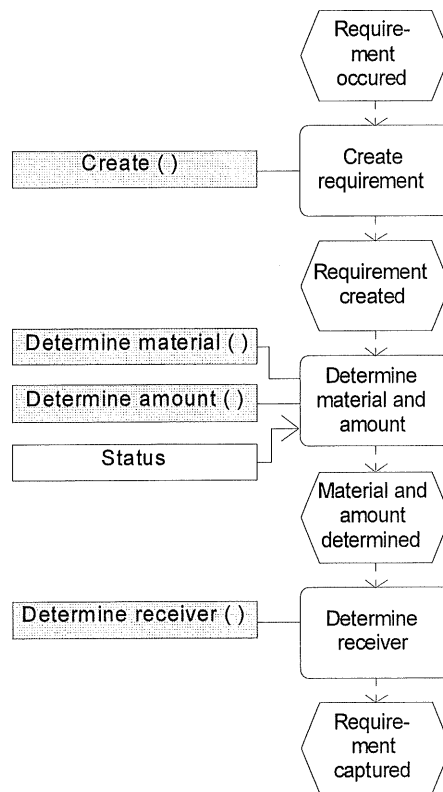 Require-
ment
occured
Create ( )
Create
requirement
Requirement
created
Determine material ( )
Determine amount ( )
Status
Determine
material and
amount
Material and
amount
determined
Determine receiver ( )
Determine
receiver
Require-
ment
captured